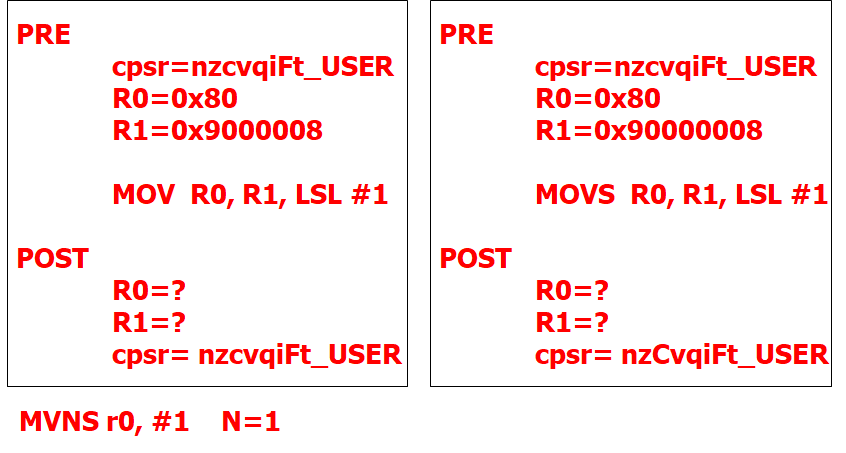 PRE
cpsr=nzcvqiFt_USER
R0=0x80
R1=0x9000008
MOV R0, R1, LSL #1
POST
R0=?
R1=?
cpsr= nzcvqiFt_USER
PRE
cpsr=nzcvqiFt_USER
R0=0x80
R1=0x90000008
MOVS R0, R1, LSL #1
POST
R0=?
R1=?
cpsr= nzCvqiFt_USER
MVNS r0, #1 N=1